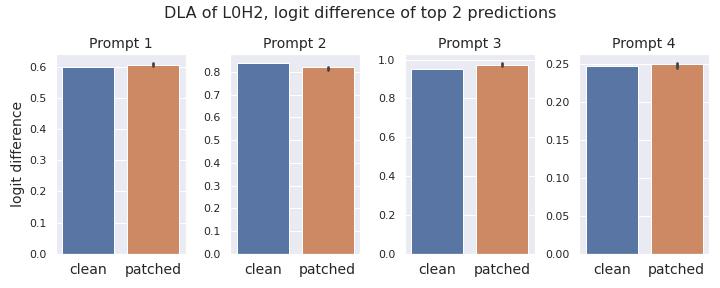 DLA of L0H2, logit difference of top 2 predictions
Prompt 1
Prompt 2
Prompt 3
Prompt 4
logit difference
0.6
0.5
0.4
0.3
0.2
0.1
0.0
0.8
0.7
0.6
0.5
0.4
0.3
0.2
0.1
0.0
1.0
0.8
0.6
0.4
0.2
0.0
0.25
0.20
0.15
0.10
0.05
0.00
clean patched
clean patched
clean patched
clean patched